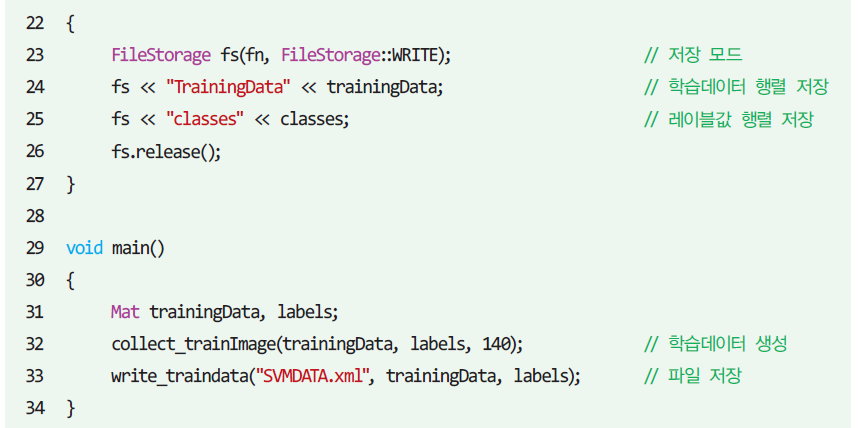 22 {
23 FileStorage fs(fn, FileStorage::WRITE); // 저장 모드
24 fs << "TrainingData" << trainingData; // 학습데이터 행렬 저장
25 fs << "classes" << classes; // 레이블값 행렬 저장
26 fs.release();
27 }
28
29 void main()
30 {
31 Mat trainingData, labels;
32 collect_trainImage(trainingData, labels, 140); // 학습데이터 생성
33 write_traindata("SVMDATA.xml", trainingData, labels); // 파일 저장
34 }